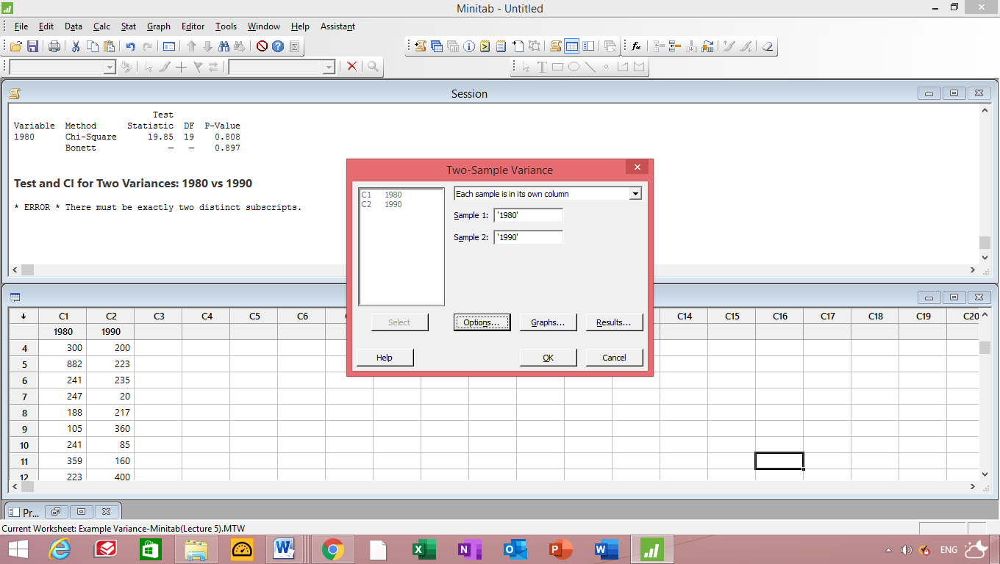 Minitab - Untitled
File Edit Data Calc Stat Graph Editor Tools Window Help Assistant
Session
Test
Variable Method Statistic DF P-Value
1980 Chi-Square 19.85 19 0.808
Bonett — — 0.897
Test and CI for Two Variances: 1980 vs 1990
* ERROR * There must be exactly two distinct subscripts.
Two-Sample Variance
C1 1980
C2 1990
Each sample is in its own column
Sample 1: '1980'
Sample 2: '1990'
Select Options... Graphs... Results...
Help OK Cancel
C1 C2 C3 C4 C5 C6 C14 C15 C16 C17 C18 C19 C20
1980 1990
4 300 200
5 882 223
6 241 235
7 247 20
8 188 217
9 105 360
10 241 85
11 359 160
12 223 400
Pr...
Current Worksheet: Example Variance-Minitab(Lecture 5).MTW
ENG